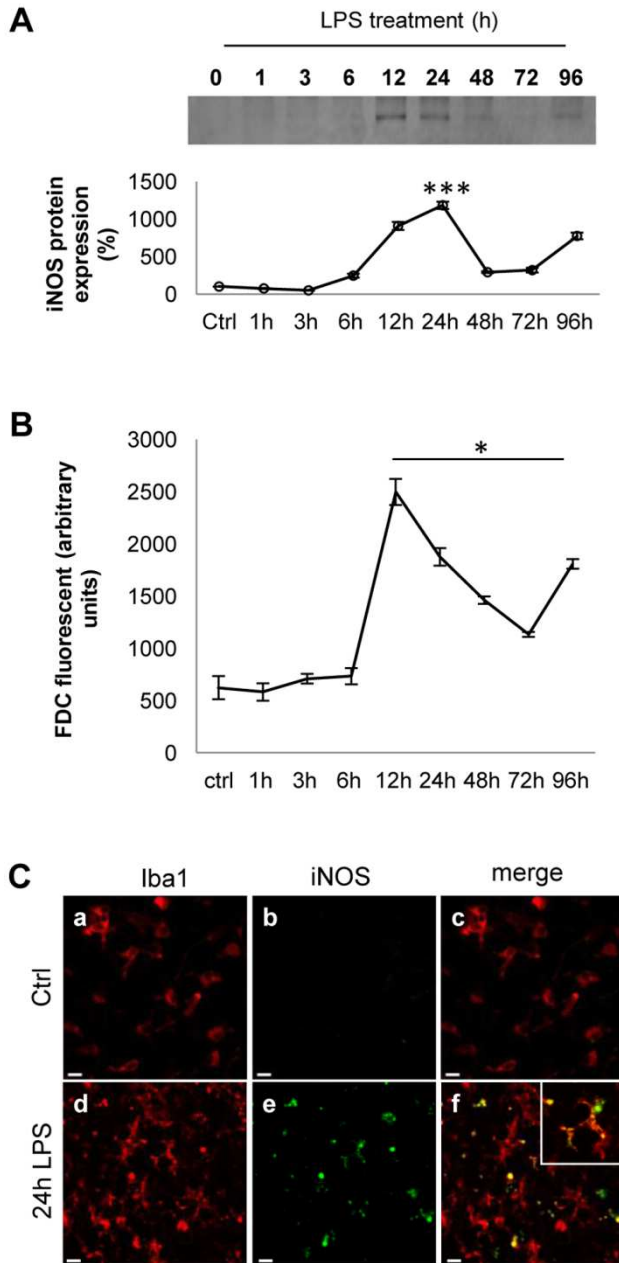 A
LPS treatment (h)
0 1 3 6 12 24 48 72 96
iNOS protein
expression
(%)
1500
1000
500
0
***
Ctrl 1h 3h 6h 12h 24h 48h 72h 96h
B
FDC fluorescent (arbitrary
units)
3000
2500
2000
1500
1000
500
0
*
ctrl 1h 3h 6h 12h 24h 48h 72h 96h
C
Iba1 iNOS merge
Ctrl
a b c
24h LPS
d e f